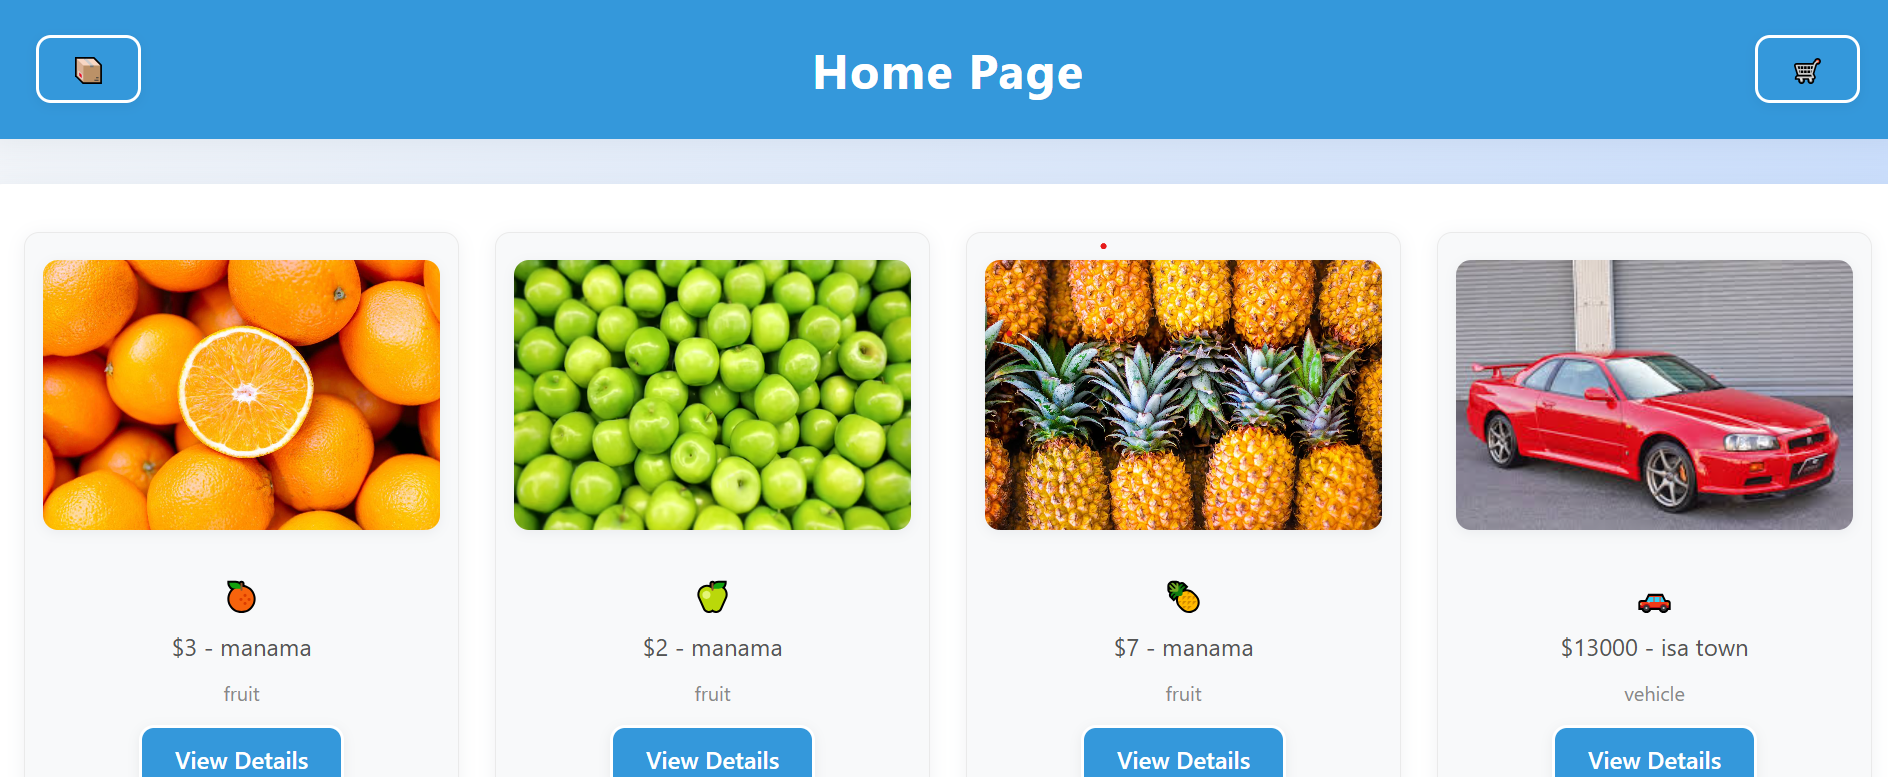 Home Page
$3 - manama
fruit
View Details
$2 - manama
fruit
View Details
$7 - manama
fruit
View Details
$13000 - isa town
vehicle
View Details